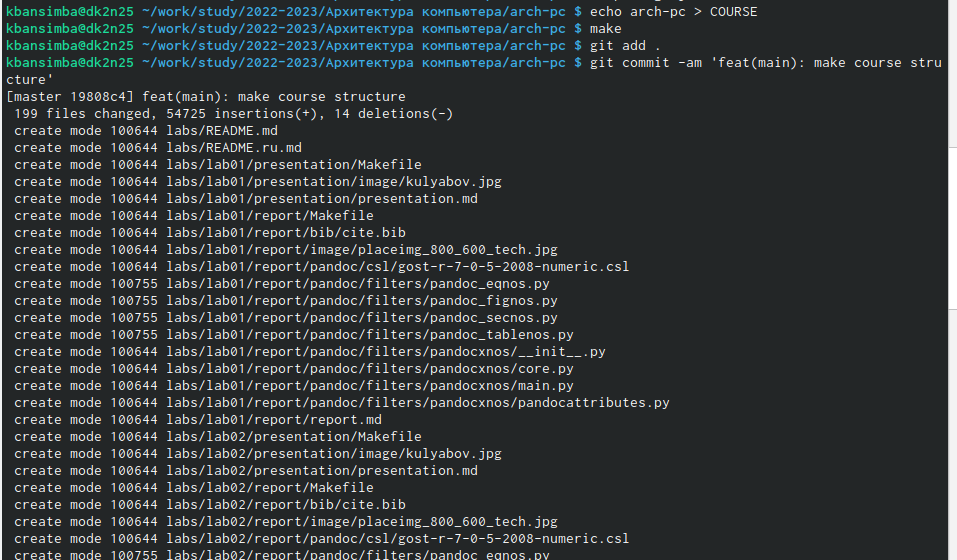 kbansimba@dk2n25 ~/work/study/2022-2023/Архитектура компьютера/arch-pc $ echo arch-pc > COURSE
kbansimba@dk2n25 ~/work/study/2022-2023/Архитектура компьютера/arch-pc $ make
kbansimba@dk2n25 ~/work/study/2022-2023/Архитектура компьютера/arch-pc $ git add .
kbansimba@dk2n25 ~/work/study/2022-2023/Архитектура компьютера/arch-pc $ git commit -am 'feat(main): make course stru
cture'
[master 19808c4] feat(main): make course structure
 199 files changed, 54725 insertions(+), 14 deletions(-)
 create mode 100644 labs/README.md
 create mode 100644 labs/README.ru.md
 create mode 100644 labs/lab01/presentation/Makefile
 create mode 100644 labs/lab01/presentation/image/kulyabov.jpg
 create mode 100644 labs/lab01/presentation/presentation.md
 create mode 100644 labs/lab01/report/Makefile
 create mode 100644 labs/lab01/report/bib/cite.bib
 create mode 100644 labs/lab01/report/image/placeimg_800_600_tech.jpg
 create mode 100644 labs/lab01/report/pandoc/csl/gost-r-7-0-5-2008-numeric.csl
 create mode 100755 labs/lab01/report/pandoc/filters/pandoc_eqnos.py
 create mode 100755 labs/lab01/report/pandoc/filters/pandoc_fignos.py
 create mode 100755 labs/lab01/report/pandoc/filters/pandoc_secnos.py
 create mode 100755 labs/lab01/report/pandoc/filters/pandoc_tablenos.py
 create mode 100644 labs/lab01/report/pandoc/filters/pandocxnos/__init__.py
 create mode 100644 labs/lab01/report/pandoc/filters/pandocxnos/core.py
 create mode 100644 labs/lab01/report/pandoc/filters/pandocxnos/main.py
 create mode 100644 labs/lab01/report/pandoc/filters/pandocxnos/pandocattributes.py
 create mode 100644 labs/lab01/report/report.md
 create mode 100644 labs/lab02/presentation/Makefile
 create mode 100644 labs/lab02/presentation/image/kulyabov.jpg
 create mode 100644 labs/lab02/presentation/presentation.md
 create mode 100644 labs/lab02/report/Makefile
 create mode 100644 labs/lab02/report/bib/cite.bib
 create mode 100644 labs/lab02/report/image/placeimg_800_600_tech.jpg
 create mode 100644 labs/lab02/report/pandoc/csl/gost-r-7-0-5-2008-numeric.csl
 create mode 100755 labs/lab02/report/pandoc/filters/pandoc_eqnos.py